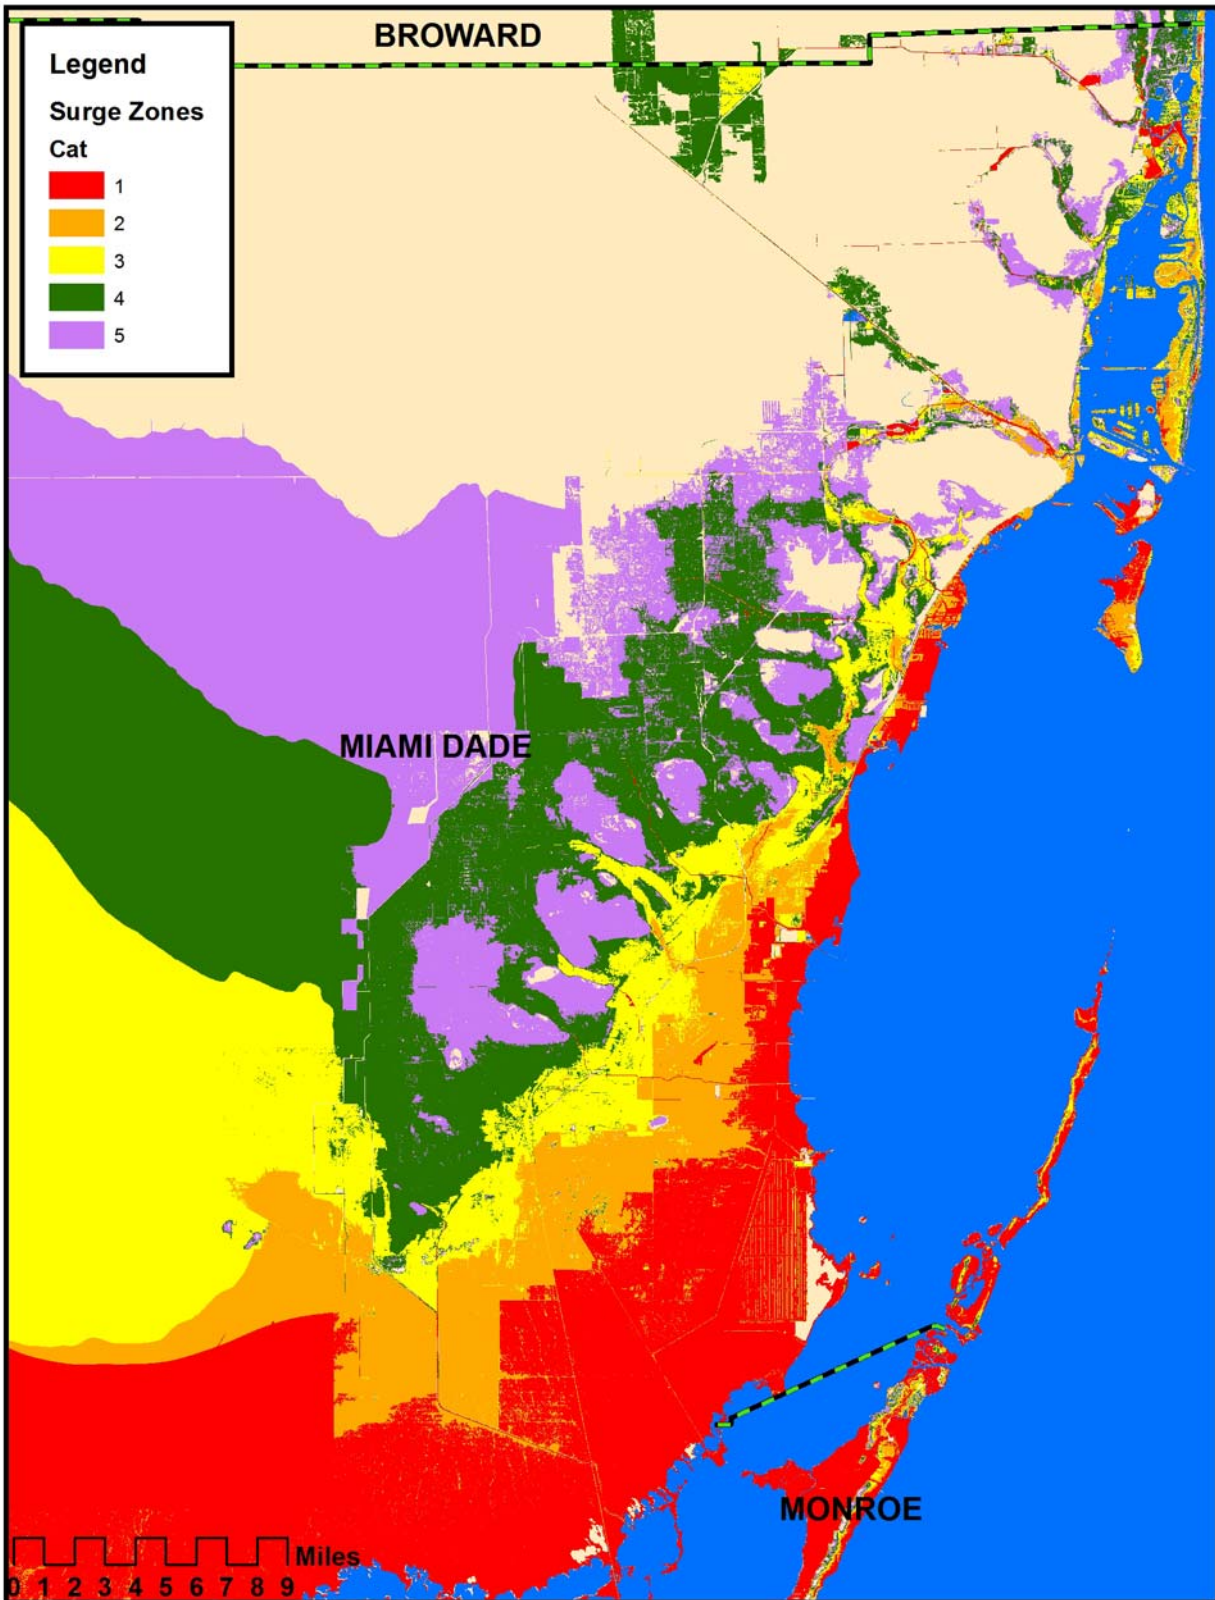 BROWARD
Legend
Surge Zones
Cat
1
2
3
4
5
MIAMI DADE
MONROE
Miles
0 1 2 3 4 5 6 7 8 9